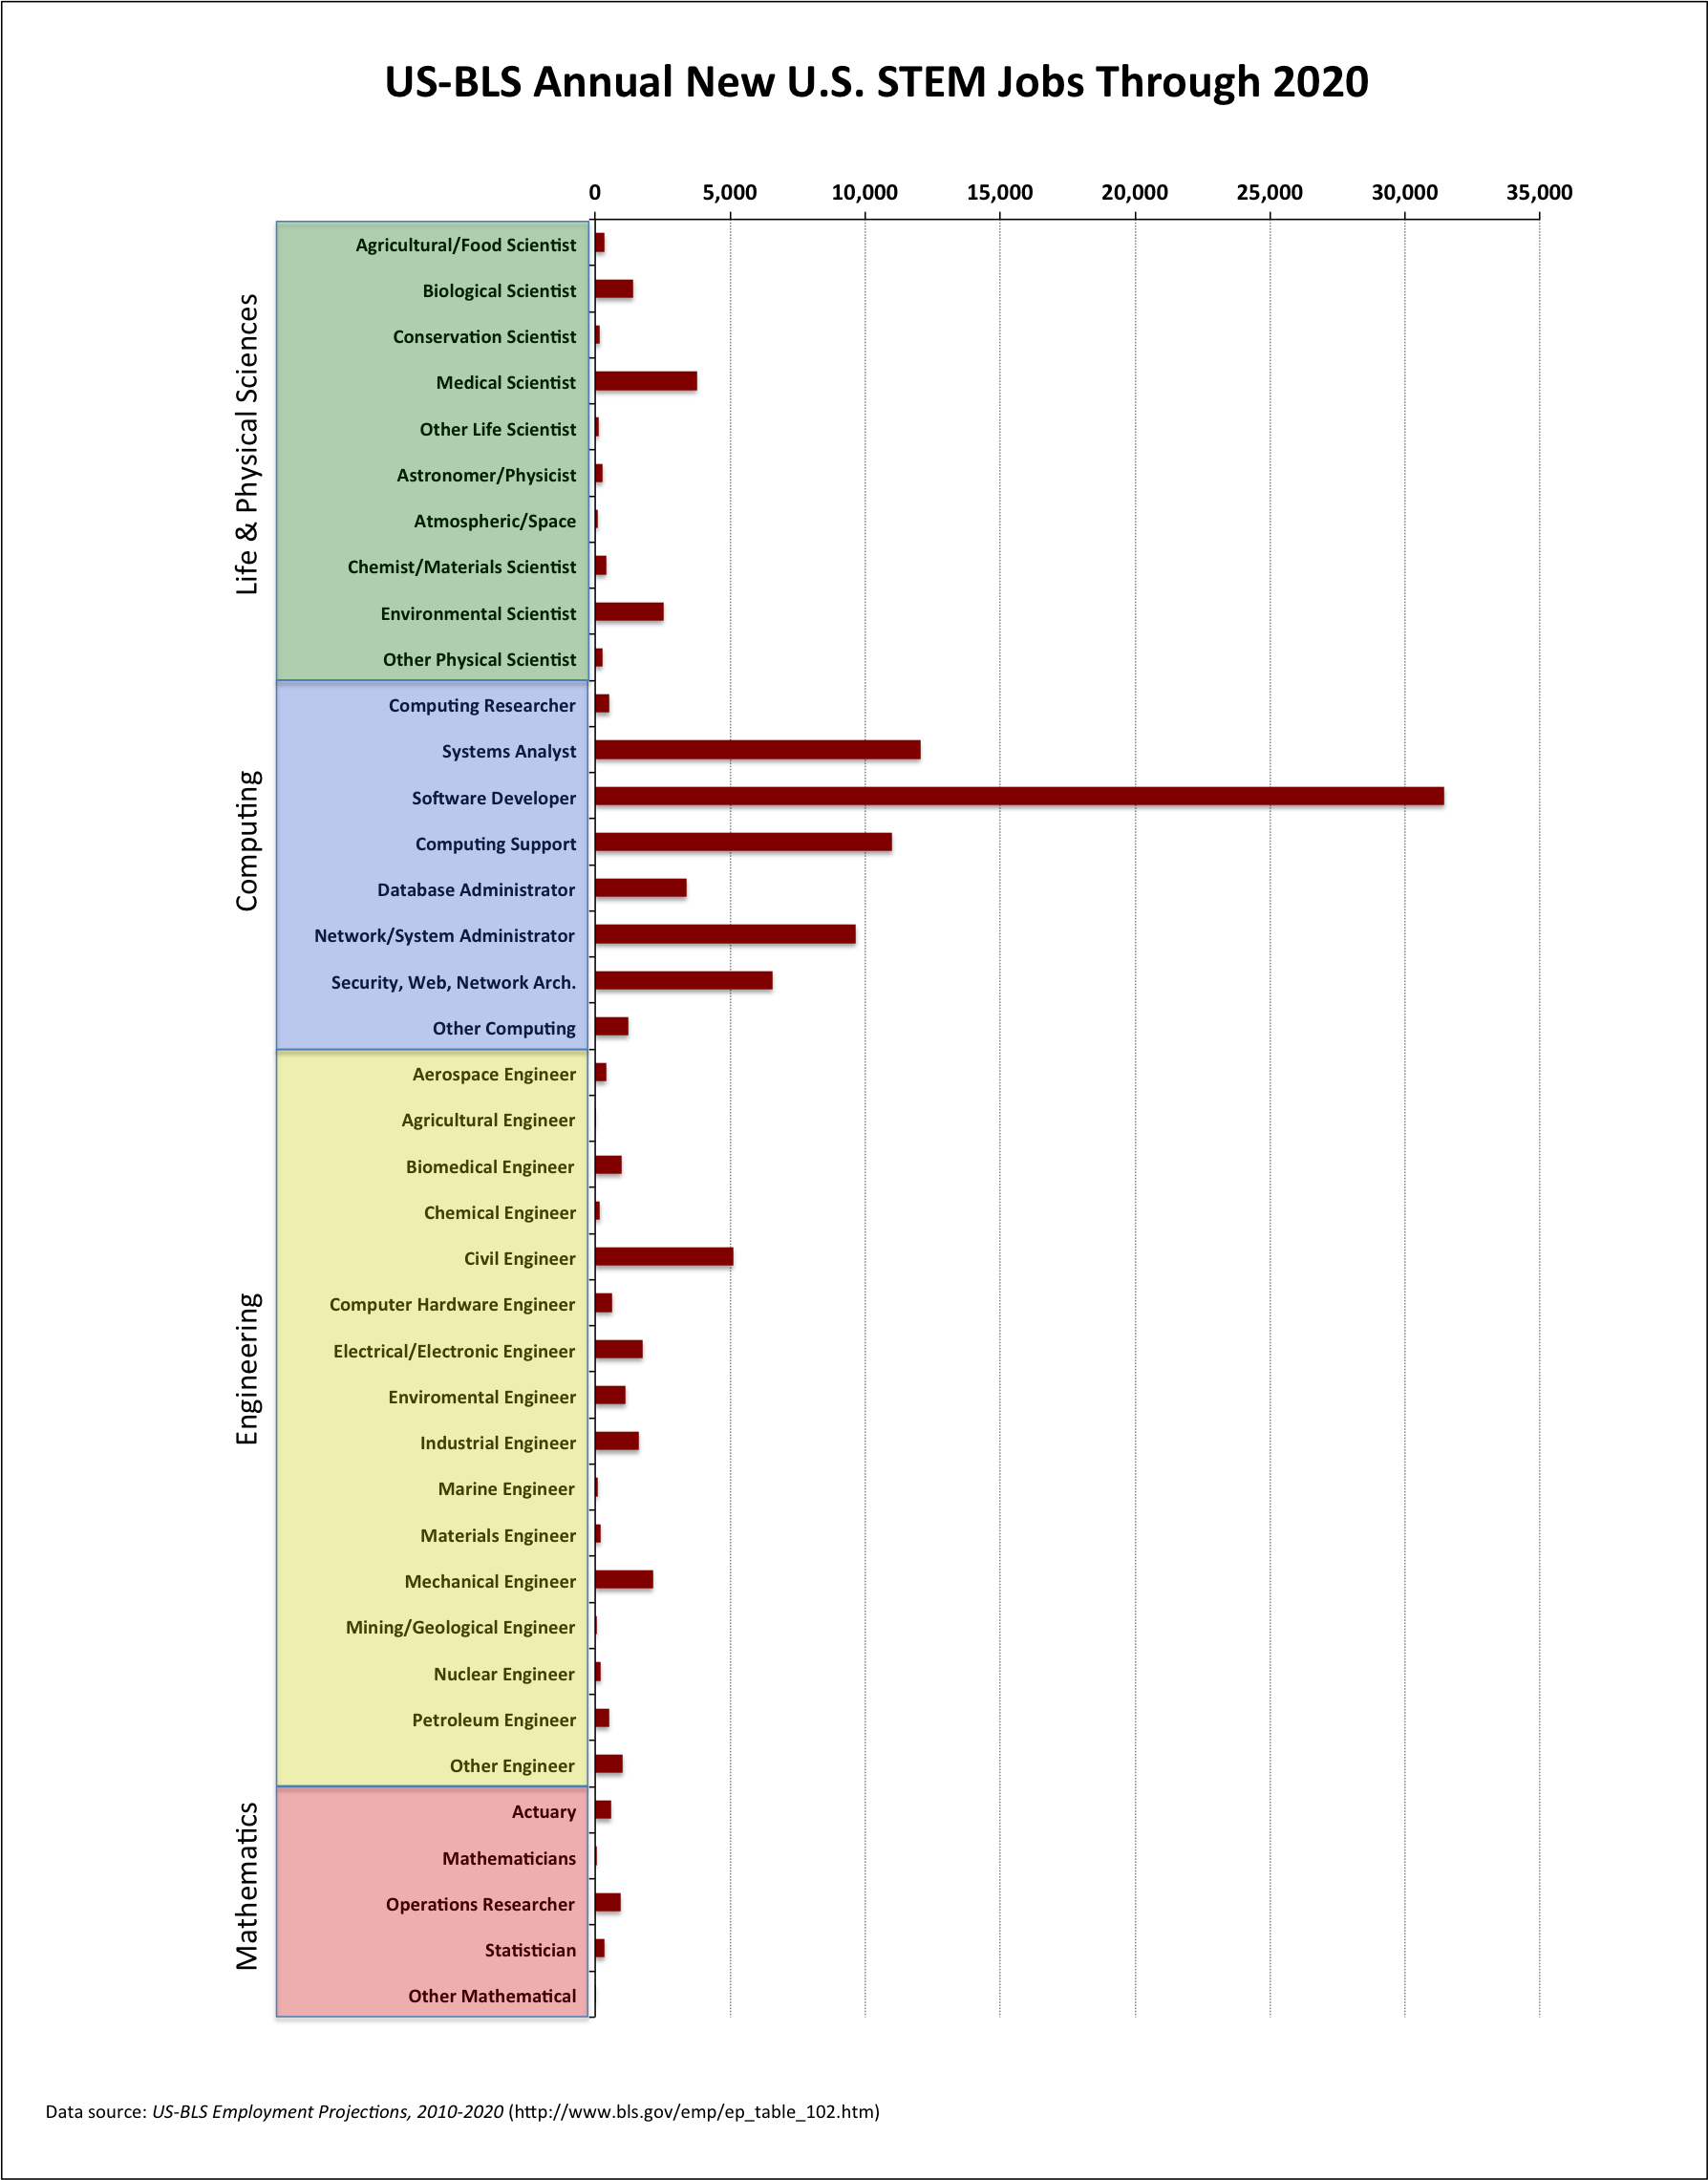 US-BLS Annual New U.S. STEM Jobs Through 2020
0 5,000 10,000 15,000 20,000 25,000 30,000 35,000
Life & Physical Sciences
Agricultural/Food Scientist
Biological Scientist
Conservation Scientist
Medical Scientist
Other Life Scientist
Astronomer/Physicist
Atmospheric/Space
Chemist/Materials Scientist
Environmental Scientist
Other Physical Scientist
Computing
Computing Researcher
Systems Analyst
Software Developer
Computing Support
Database Administrator
Network/System Administrator
Security, Web, Network Arch.
Other Computing
Engineering
Aerospace Engineer
Agricultural Engineer
Biomedical Engineer
Chemical Engineer
Civil Engineer
Computer Hardware Engineer
Electrical/Electronic Engineer
Enviromental Engineer
Industrial Engineer
Marine Engineer
Materials Engineer
Mechanical Engineer
Mining/Geological Engineer
Nuclear Engineer
Petroleum Engineer
Other Engineer
Mathematics
Actuary
Mathematicians
Operations Researcher
Statistician
Other Mathematical
Data source: US-BLS Employment Projections, 2010-2020 (http://www.bls.gov/emp/ep_table_102.htm)